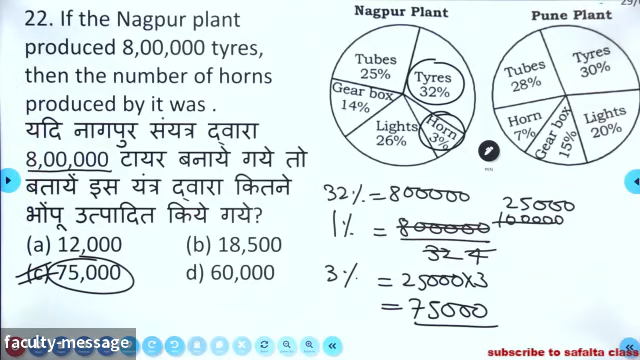 22. If the Nagpur plant
produced 8,00,000 tyres,
then the number of horns
produced by it was .
यदि नागपुर संयत्र द्वारा
8,00,000 टायर बनाये गये तो
बतायें इस यंत्र द्वारा कितने
भोंपू उत्पादित किये गये?
(a) 12,000 (b) 18,500
(c) 75,000 d) 60,000
Nagpur Plant
Tubes
25%
Tyres
32%
Gear box
14%
Horn
3%
Lights
26%
Pune Plant
Tubes
28%
Tyres
30%
Horn
7%
Gear box
15%
Lights
20%
32% = 800000
25000
100000
1% = 800000
32 4
3% = 25000x3
= 75000
faculty-message
subscribe to safalta class